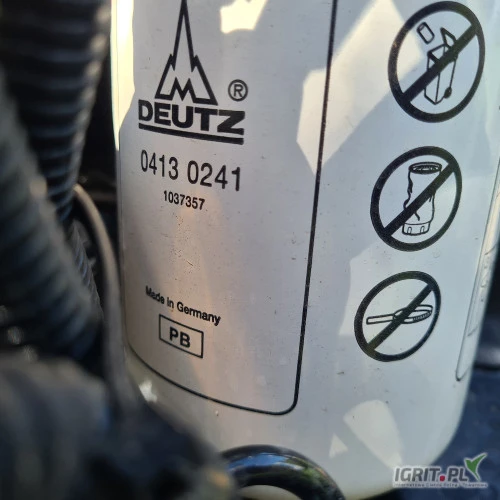 DEUTZ ®
0413 0241
1037357
Made in Germany
PB
IGRIT.PL